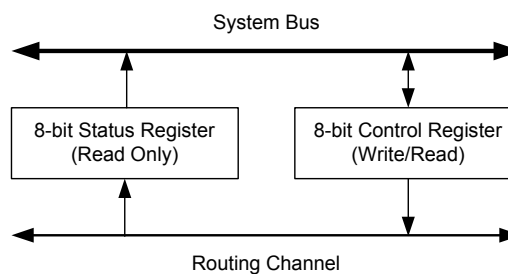 System Bus
8-bit Status Register
(Read Only)
8-bit Control Register
(Write/Read)
Routing Channel